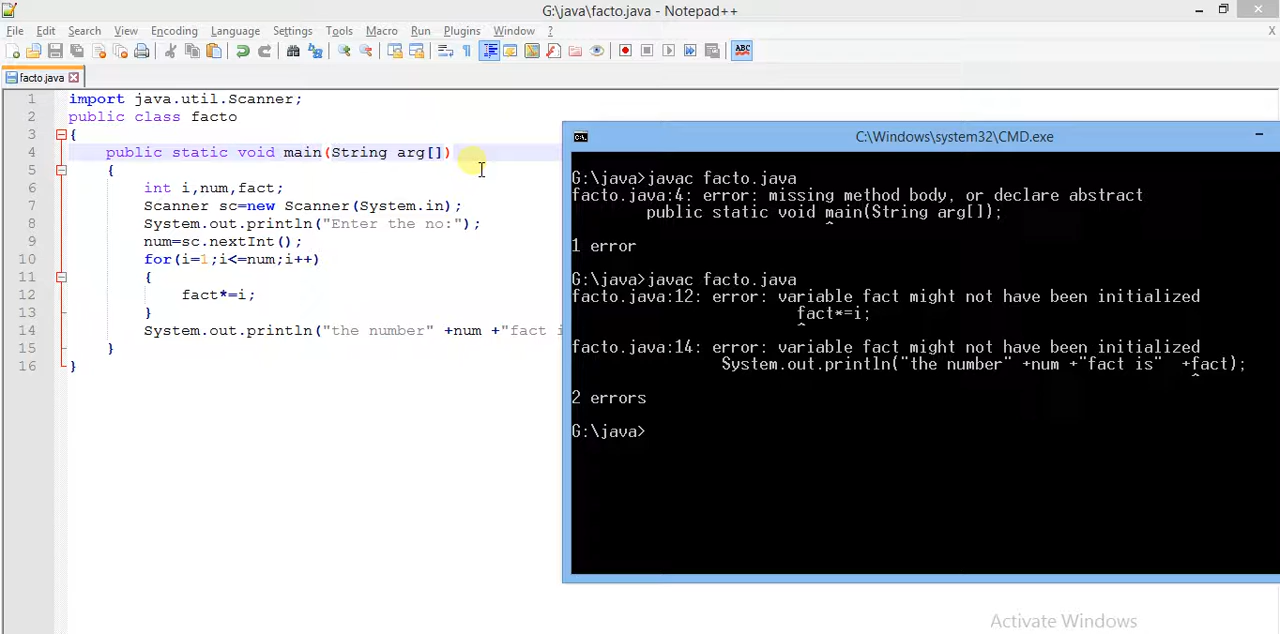 G:\java\facto.java - Notepad++
File Edit Search View Encoding Language Settings Tools Macro Run Plugins Window ? X
ABC
facto.java
1 import java.util.Scanner;
2 public class facto
3 {
4 public static void main(String arg[])
5 {
6 int i,num,fact;
7 Scanner sc=new Scanner(System.in);
8 System.out.println("Enter the no:");
9 num=sc.nextInt();
10 for(i=1;i<=num;i++)
11 {
12 fact*=i;
13 }
14 System.out.println("the number" +num +"fact i
15 }
16 }
C:\Windows\system32\CMD.exe
G:\java>javac facto.java
facto.java:4: error: missing method body, or declare abstract
public static void main(String arg[]);
^
1 error
G:\java>javac facto.java
facto.java:12: error: variable fact might not have been initialized
fact*=i;
^
facto.java:14: error: variable fact might not have been initialized
System.out.println("the number" +num +"fact is" +fact);
^
2 errors
G:\java>
Activate Windows